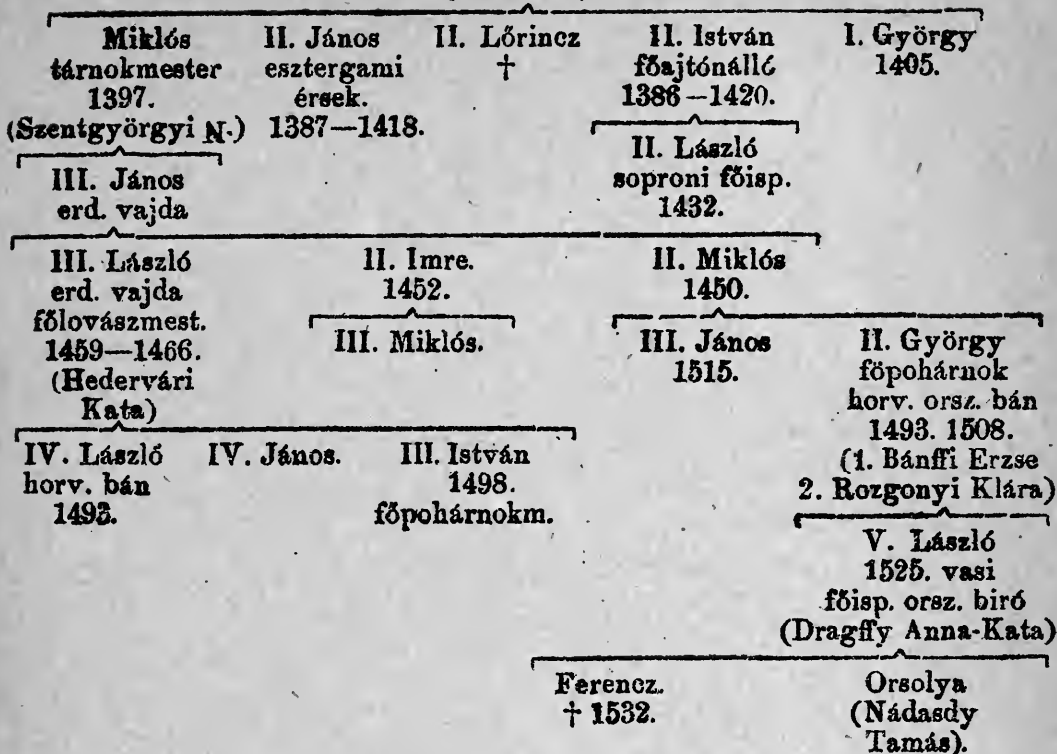 Miklós
tárnokmester
1397.
(Szentgyörgyi N.)
II. János
esztergami
érsek.
1387—1418.
II. Lőrincz
†
II. István
főajtónálló
1386—1420.
I. György
1405.
III. János
erd. vajda
II. László
soproni főisp.
1432.
III. László
erd. vajda
főlovászmest.
1459—1466.
(Hedervári
Kata)
II. Imre.
1452.
II. Miklós
1450.
III. Miklós.
III. János
1515.
II. György
föpohárnok
horv. orsz. bán
1493. 1508.
(1. Bánffi Erzse
2. Rozgonyi Klára)
IV. László
horv. bán
1493.
IV. János.
III. István
1498.
főpohárnokm.
V. László
1525. vasi
főisp. orsz. biró
(Dragffy Anna-Kata)
Ferencz.
† 1532.
Orsolya
(Nádasdy
Tamás).